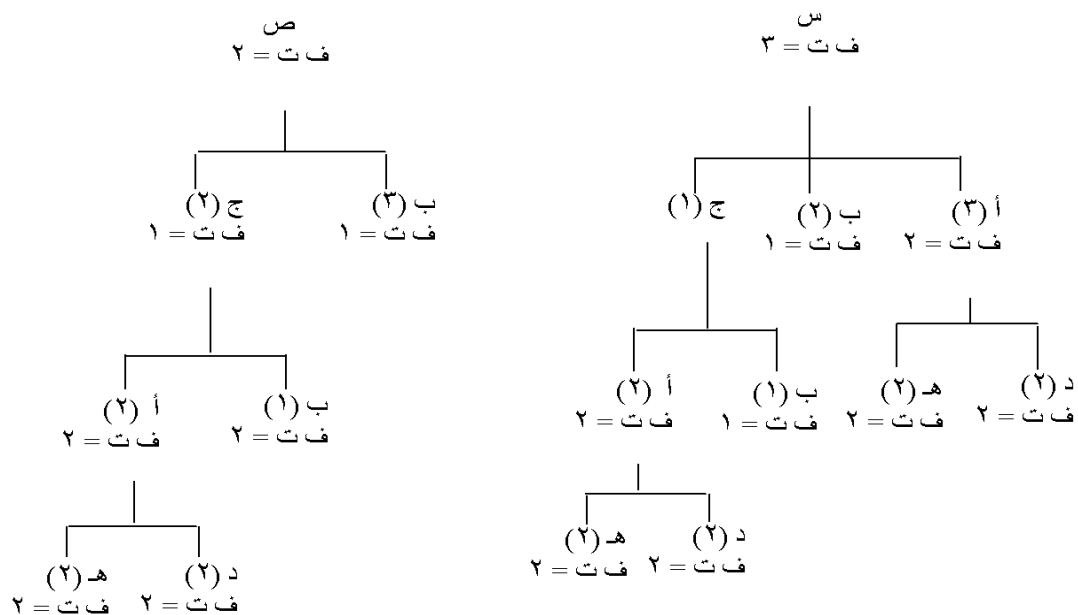 س
ف ت = ٣
أ (٣)
ف ت = ٢
ب (٢)
ف ت = ١
ج (١)
د (٢)
ف ت = ٢
هـ (٢)
ف ت = ٢
ب (١)
ف ت = ١
أ (٢)
ف ت = ٢
د (٢)
ف ت = ٢
هـ (٢)
ف ت = ٢
ص
ف ت = ٢
ب (٣)
ف ت = ١
ج (٢)
ف ت = ١
ب (١)
ف ت = ٢
أ (٢)
ف ت = ٢
د (٢)
ف ت = ٢
هـ (٢)
ف ت = ٢